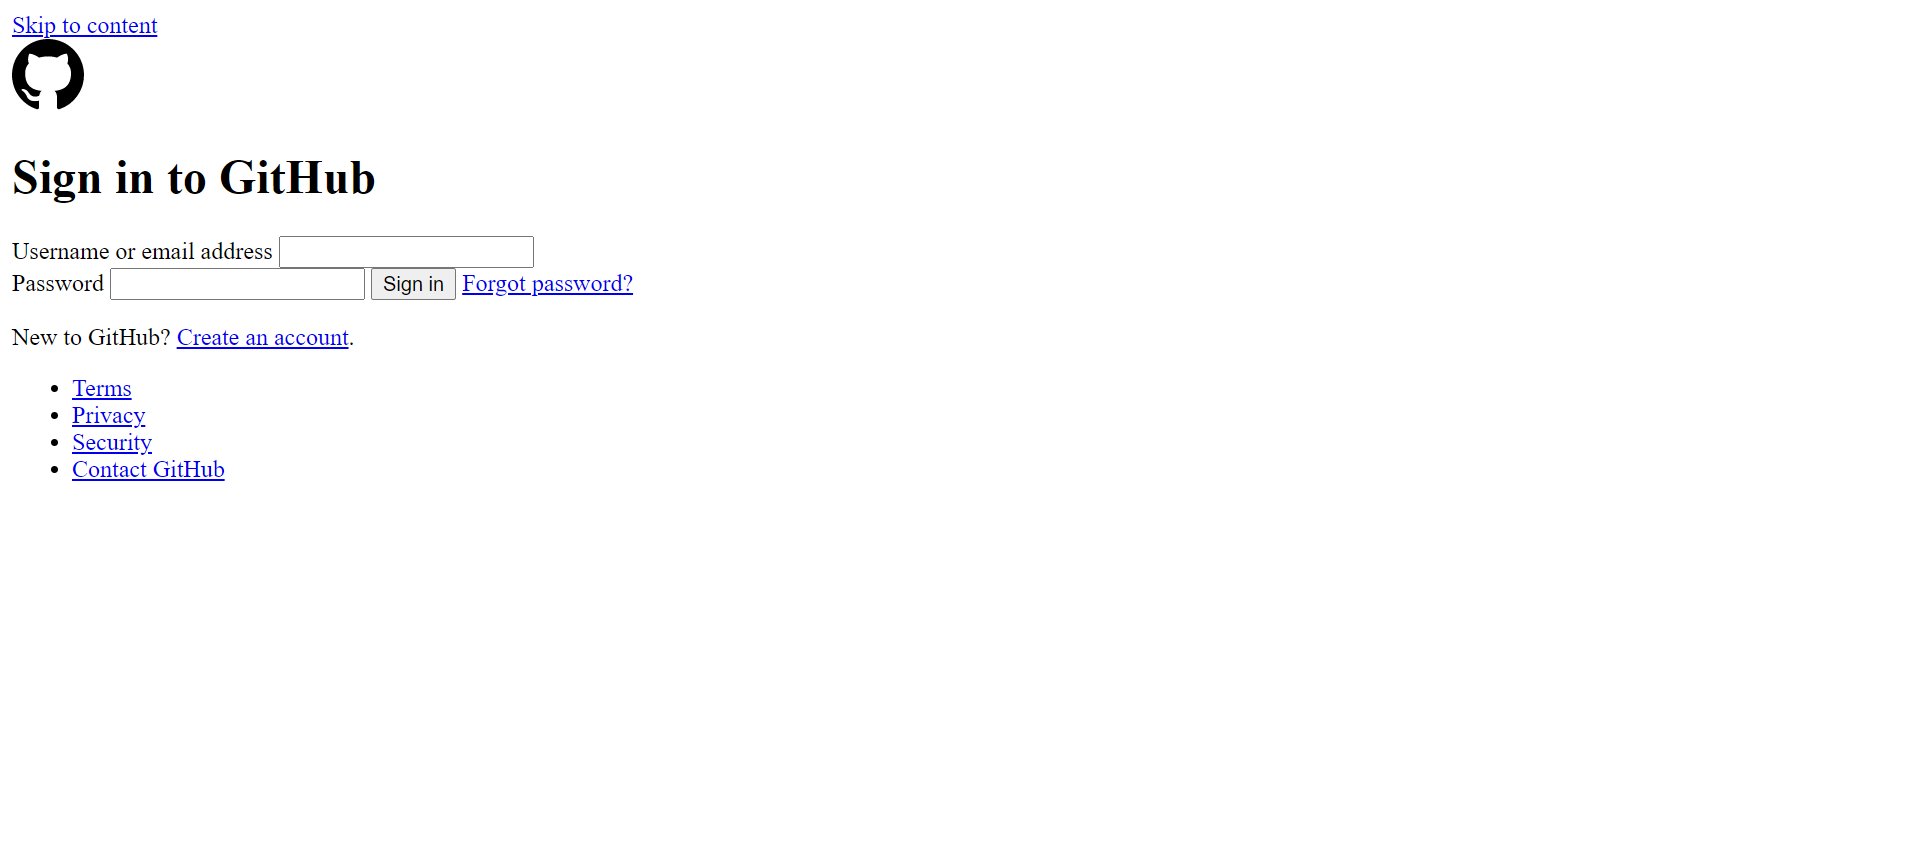 Skip to content
Sign in to GitHub
Username or email address
Password Sign in Forgot password?
New to GitHub? Create an account.
Terms
Privacy
Security
Contact GitHub